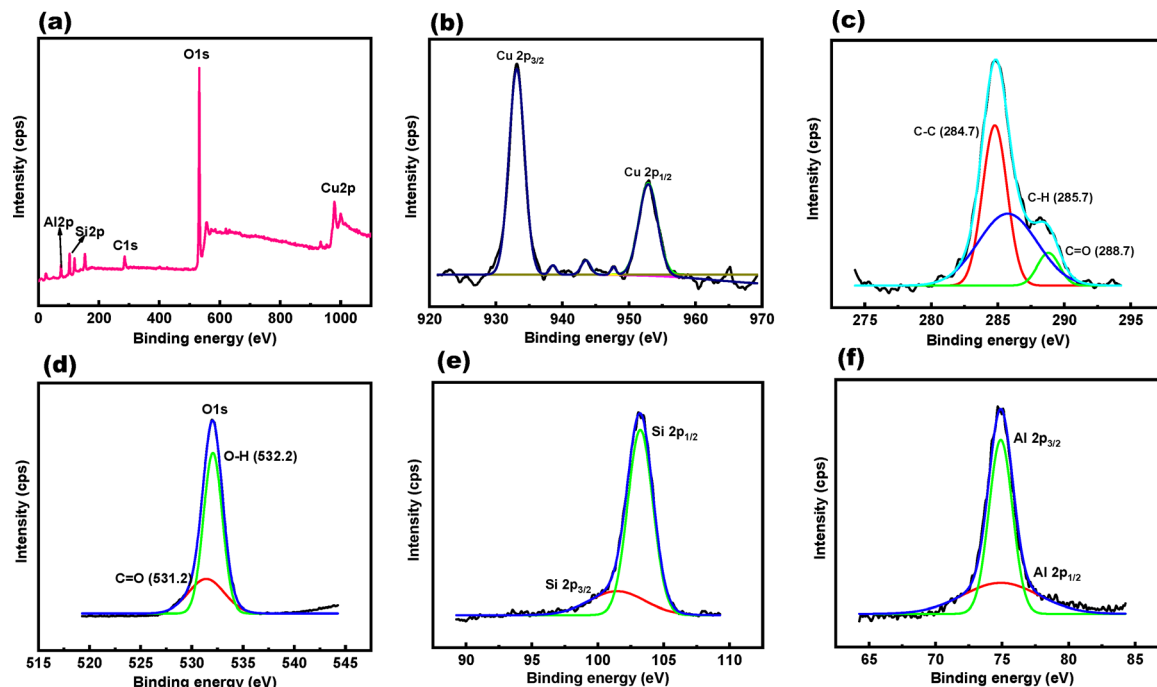 (a)
O1s
Cu2p
Al2p
Si2p
C1s
Intensity (cps)
0 200 400 600 800 1000
Binding energy (eV)
(b)
Cu 2p3/2
Cu 2p1/2
Intensity (cps)
920 930 940 950 960 970
Binding energy (eV)
(c)
C-C (284.7)
C-H (285.7)
C=O (288.7)
Intensity (cps)
275 280 285 290 295
Binding energy (eV)
(d)
O1s
O-H (532.2)
C=O (531.2)
Intensity (cps)
515 520 525 530 535 540 545
Binding energy (eV)
(e)
Si 2p1/2
Si 2p3/2
Intensity (cps)
90 95 100 103 110
Binding energy (eV)
(f)
Al 2p3/2
Al 2p1/2
Intensity (cps)
65 70 75 80 85
Binding energy (eV)